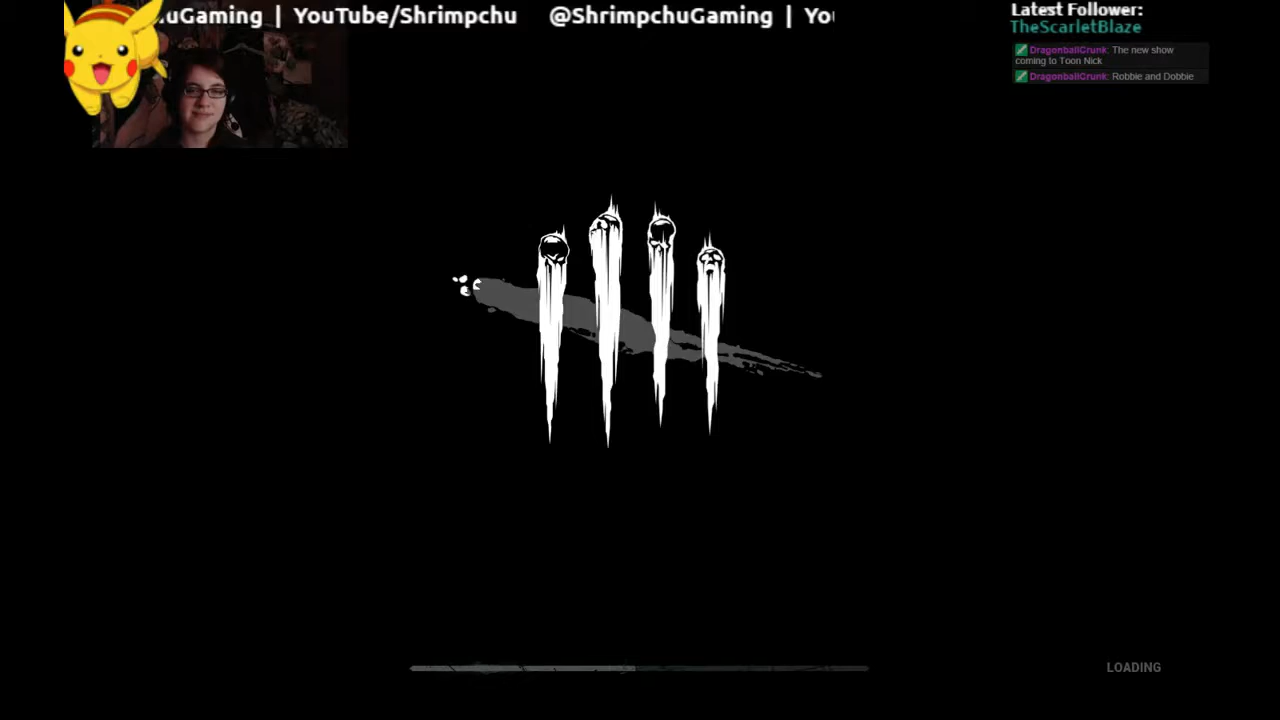 uGaming | YouTube/Shrimpchu @ShrimpchuGaming | You
Latest Follower:
TheScarletBlaze
DragonballCrunk: The new show
coming to Toon Nick
DragonballCrunk: Robbie and Dobbie
LOADING